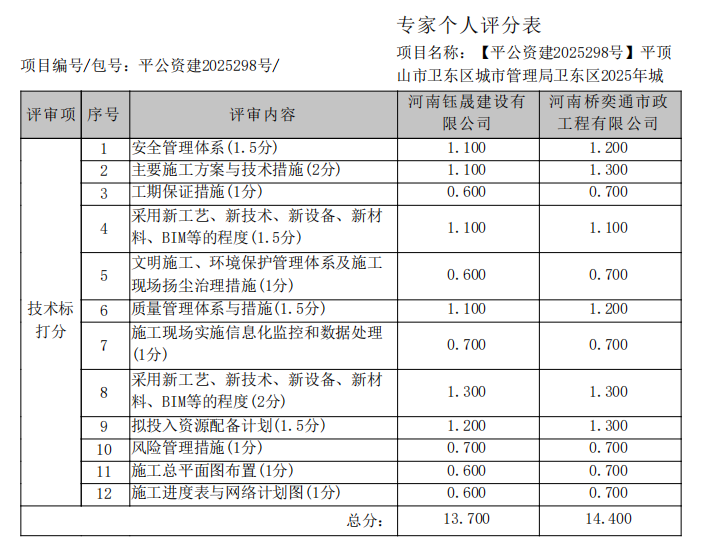 专家个人评分表
项目编号/包号：平公资建2025298号/
项目名称：【平公资建2025298号】平顶
山市卫东区城市管理局卫东区2025年城
评审项 序号 评审内容 河南钰晟建设有限公司 河南桥奕通市政工程有限公司
技术标打分
1 安全管理体系(1.5分) 1.100 1.200
2 主要施工方案与技术措施(2分) 1.100 1.300
3 工期保证措施(1分) 0.600 0.700
4 采用新工艺、新技术、新设备、新材料、BIM等的程度(1.5分) 1.100 1.100
5 文明施工、环境保护管理体系及施工现场扬尘治理措施(1分) 0.600 0.700
6 质量管理体系与措施(1.5分) 1.100 1.200
7 施工现场实施信息化监控和数据处理(1分) 0.700 0.700
8 采用新工艺、新技术、新设备、新材料、BIM等的程度(2分) 1.300 1.300
9 拟投入资源配备计划(1.5分) 1.200 1.300
10 风险管理措施(1分) 0.700 0.700
11 施工总平面图布置(1分) 0.600 0.700
12 施工进度表与网络计划图(1分) 0.600 0.700
总分： 13.700 14.400